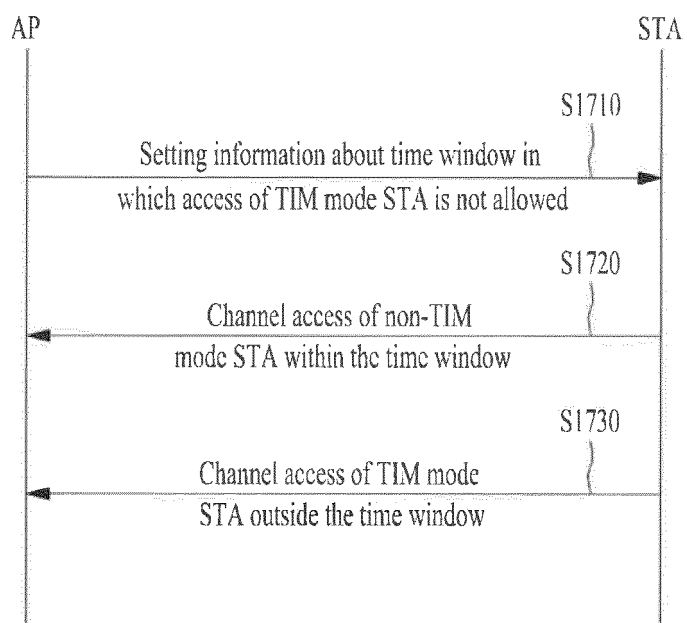 AP
STA
S1710
Setting information about time window in
which access of TIM mode STA is not allowed
S1720
Channel access of non-TIM
mode STA within the time window
S1730
Channel access of TIM mode
STA outside the time window